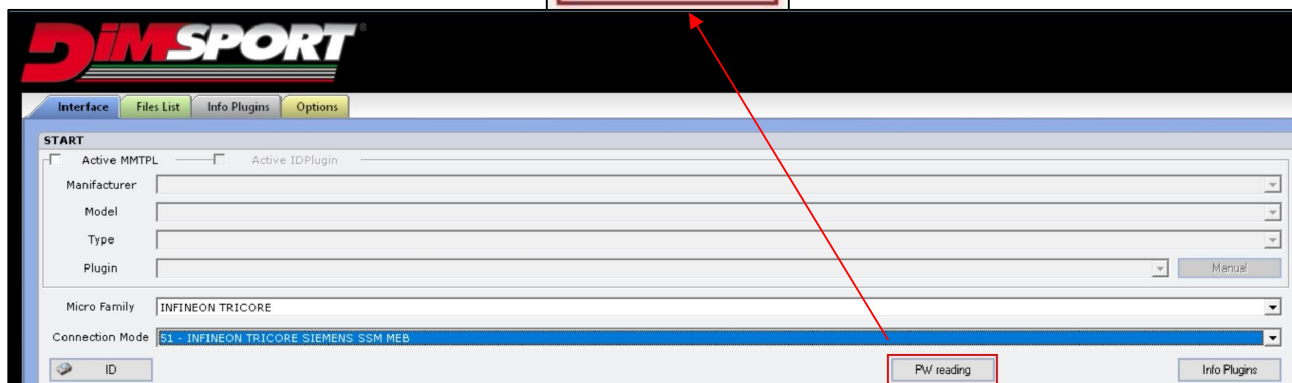 DIMSPORT®
Interface Files List Info Plugins Options
START
Active MMTPL Active IDPlugin
Manifacturer
Model
Type
Plugin Manual
Micro Family INFINEON TRICORE
Connection Mode 51 - INFINEON TRICORE SIEMENS SSM MEB
ID PW reading Info Plugins